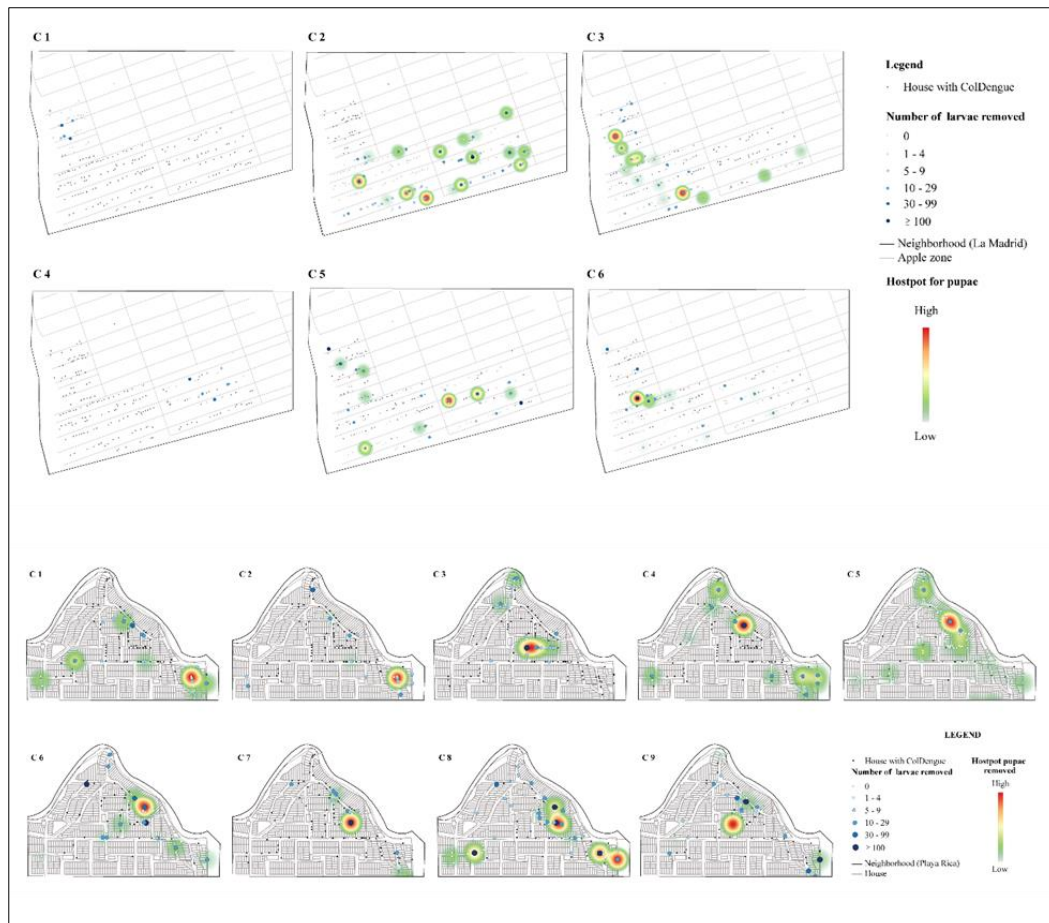 C 1
C 2
C 3
Legend
House with ColDengue
Number of larvae removed
0
1 - 4
5 - 9
10 - 29
30 - 99
≥ 100
Neighborhood (La Madrid)
Apple zone
Hostpot for pupae
High
Low
C 4
C 5
C 6
C 1
C 2
C 3
C 4
C 5
C 6
C 7
C 8
C 9
LEGEND
House with ColDengue
Number of larvae removed
0
1 - 4
5 - 9
10 - 29
30 - 99
> 100
Neighborhood (Playa Rica)
House
Hostpot pupae
removed
High
Low